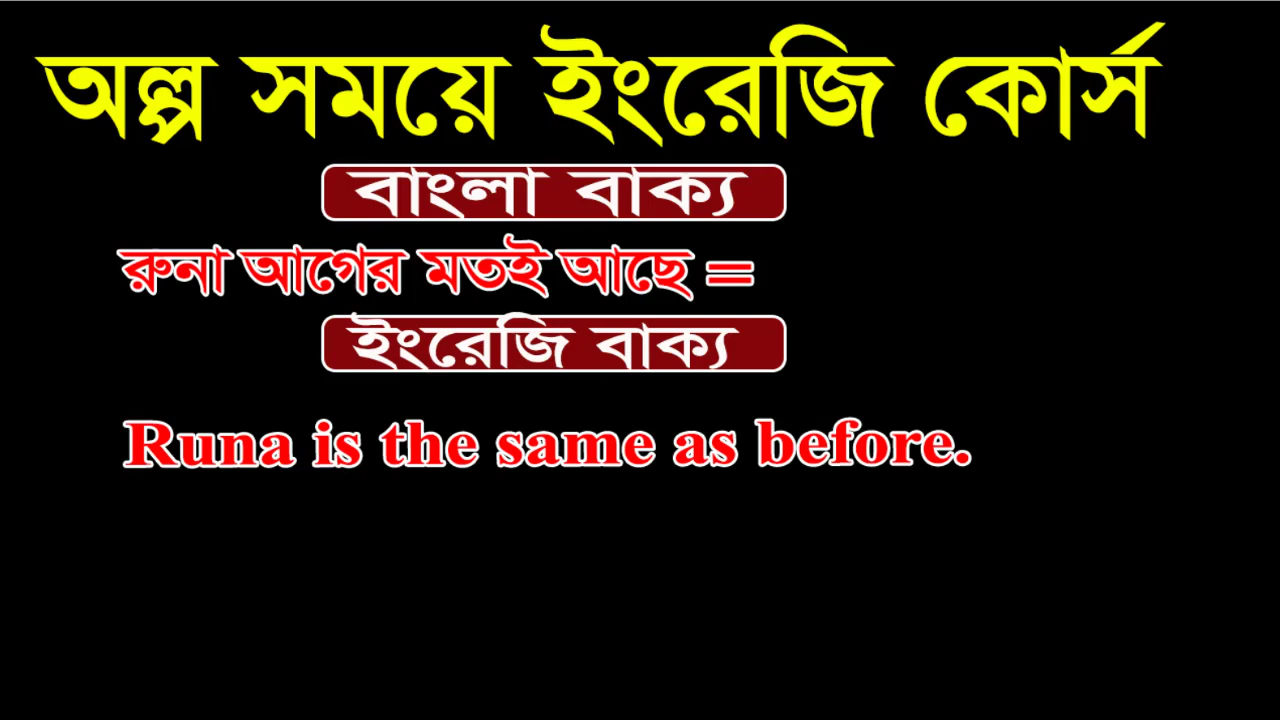 অল্প সময়ে ইংরেজি কোর্স
বাংলা বাক্য
রুনা আগের মতই আছে =
ইংরেজি বাক্য
Runa is the same as before.